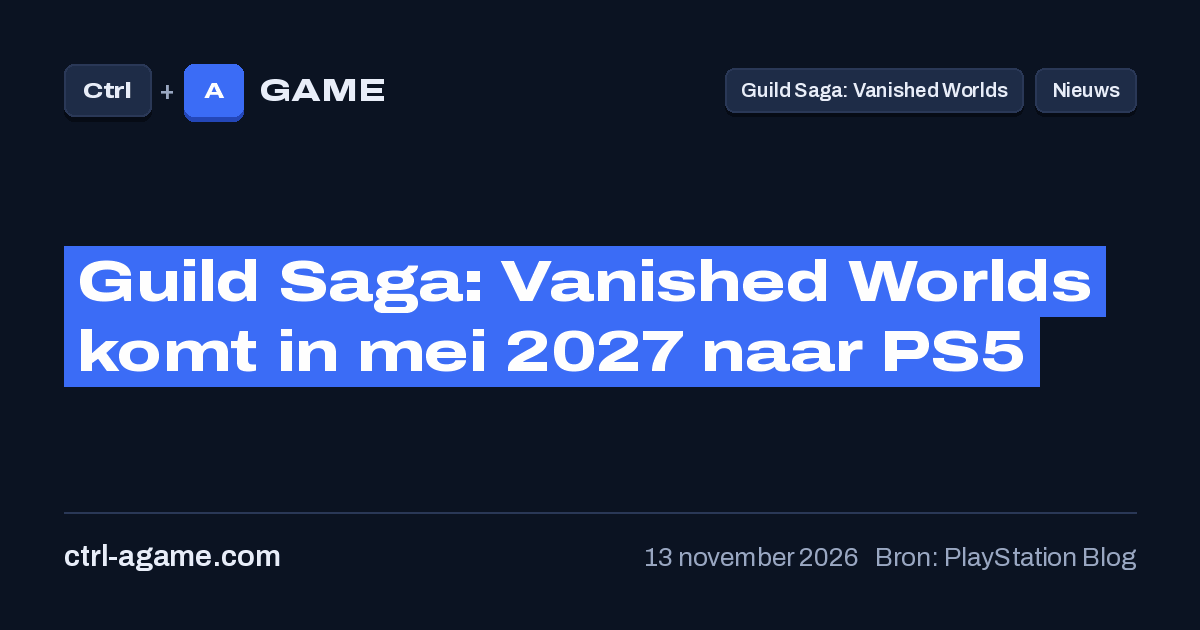 Ctrl + A GAME
Guild Saga: Vanished Worlds Nieuws
Guild Saga: Vanished Worlds
komt in mei 2027 naar PS5
ctrl-agame.com
13 november 2026 Bron: PlayStation Blog